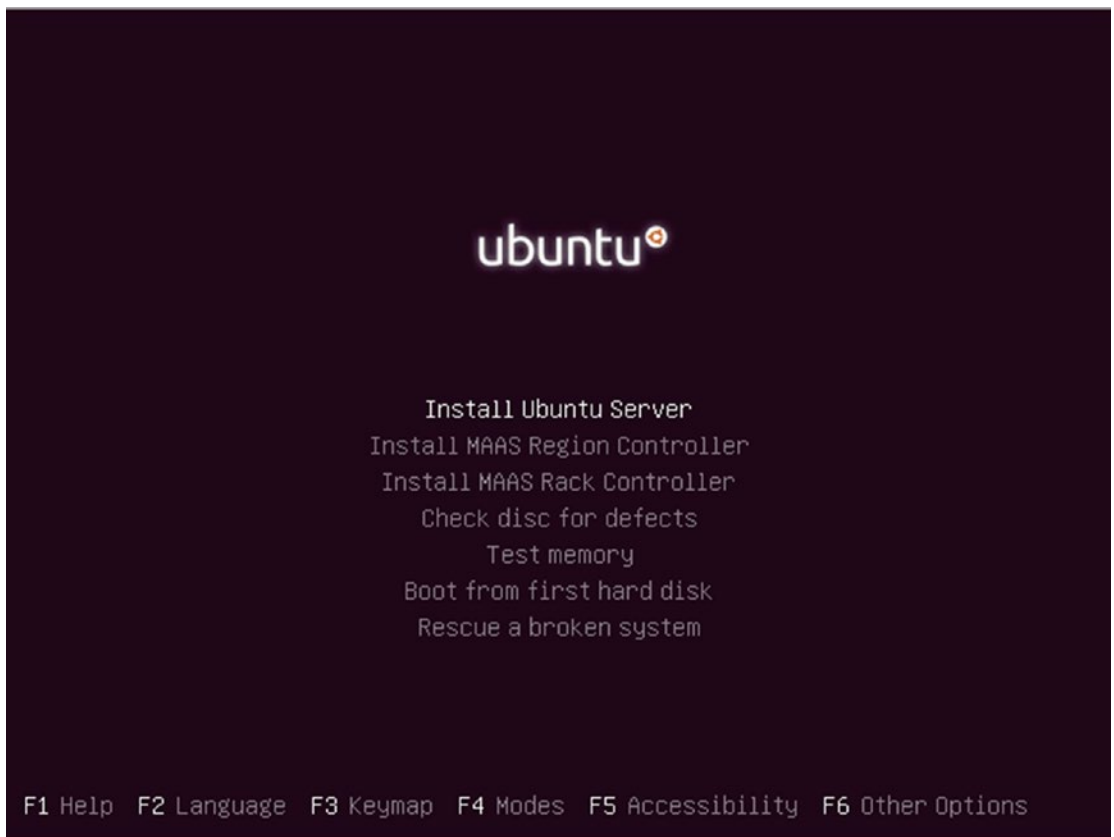 ubuntu
Install Ubuntu Server
Install MAAS Region Controller
Install MAAS Rack Controller
Check disc for defects
Test memory
Boot from first hard disk
Rescue a broken system
F1 Help F2 Language F3 Keymap F4 Modes F5 Accessibility F6 Other Options